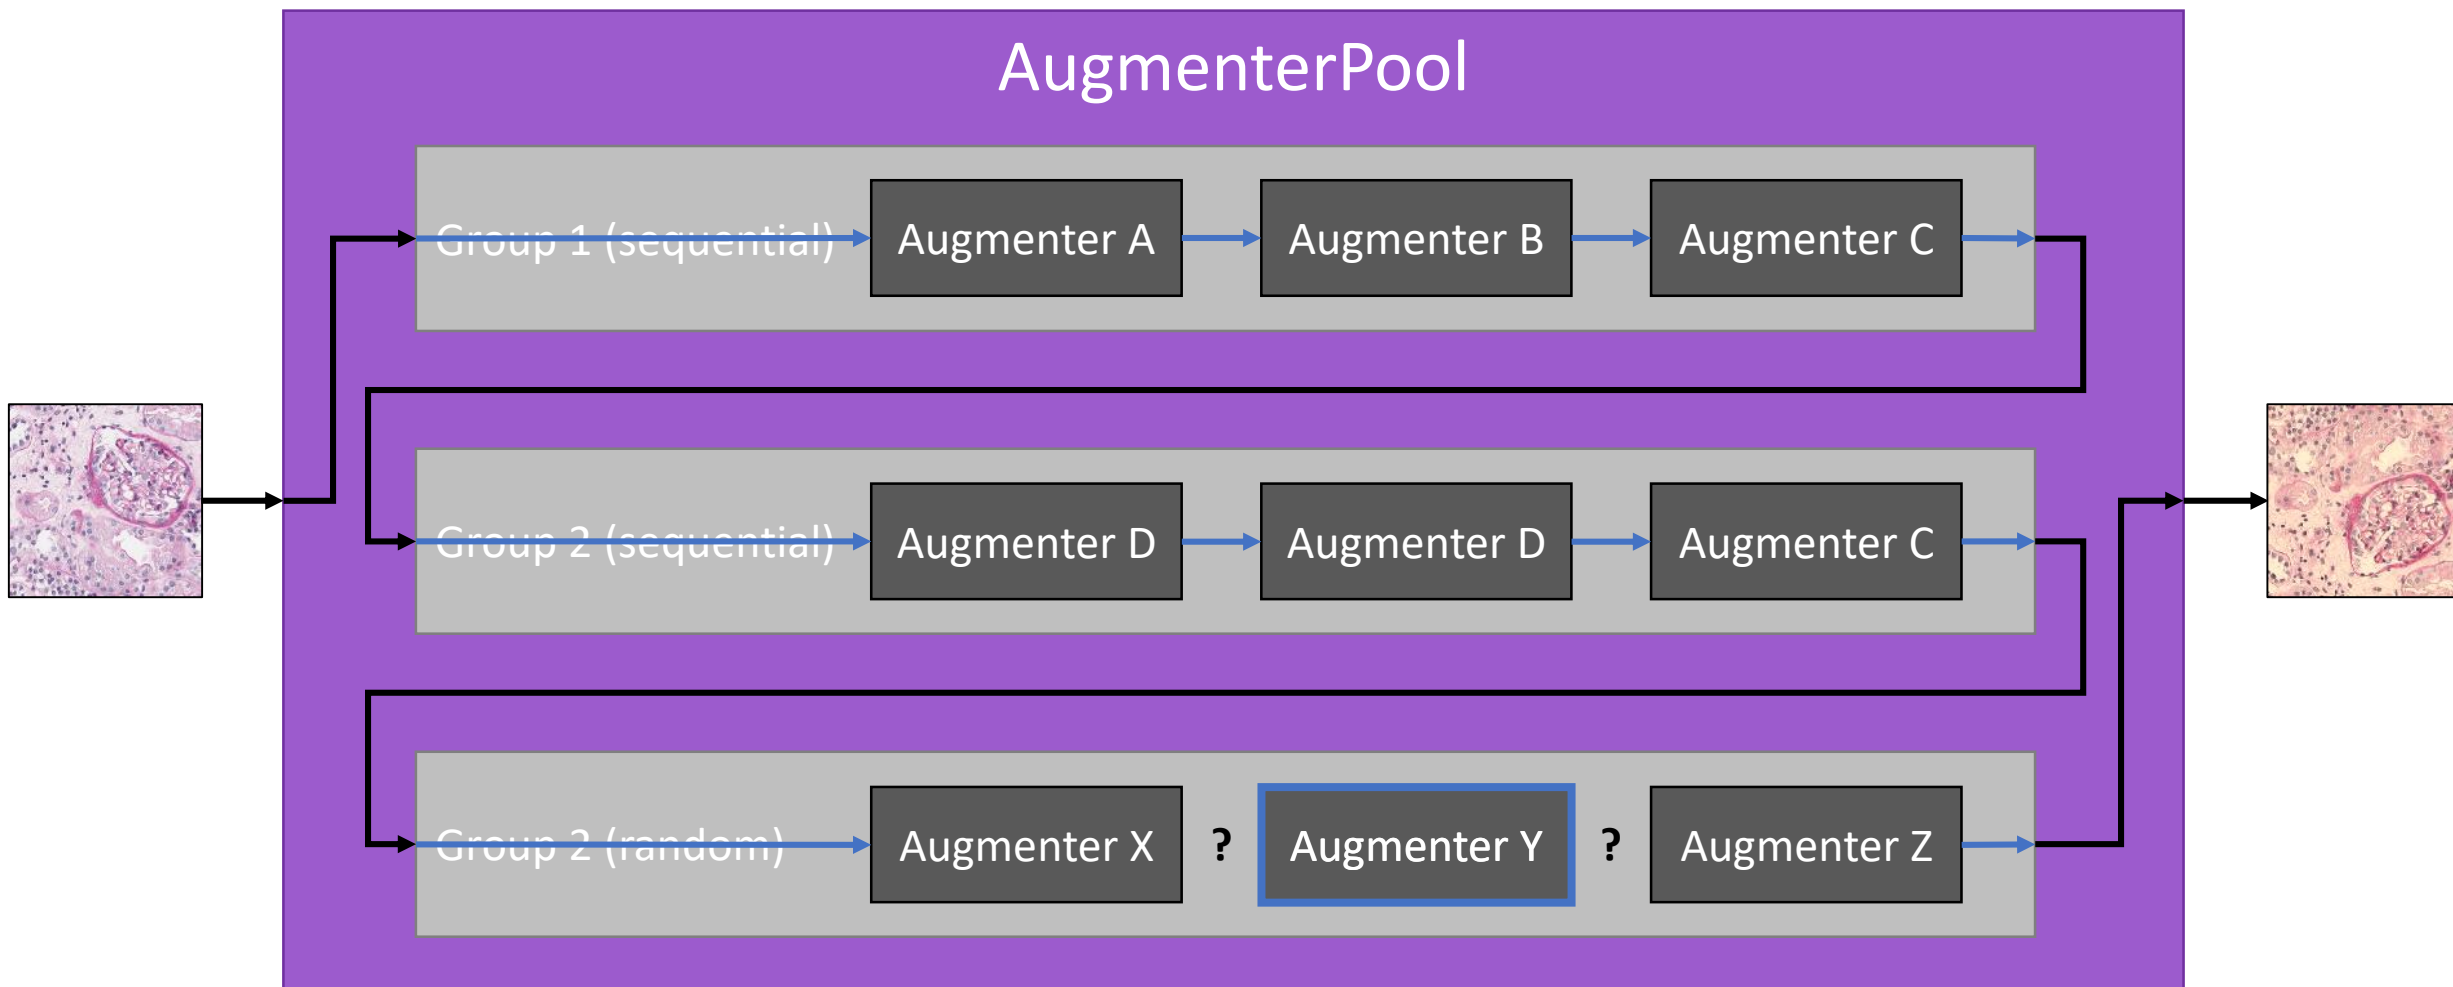 AugmenterPool
Group 1 (sequential) Augmenter A Augmenter B Augmenter C
Group 2 (sequential) Augmenter D Augmenter D Augmenter C
Group 2 (random) Augmenter X ? Augmenter Y ? Augmenter Z